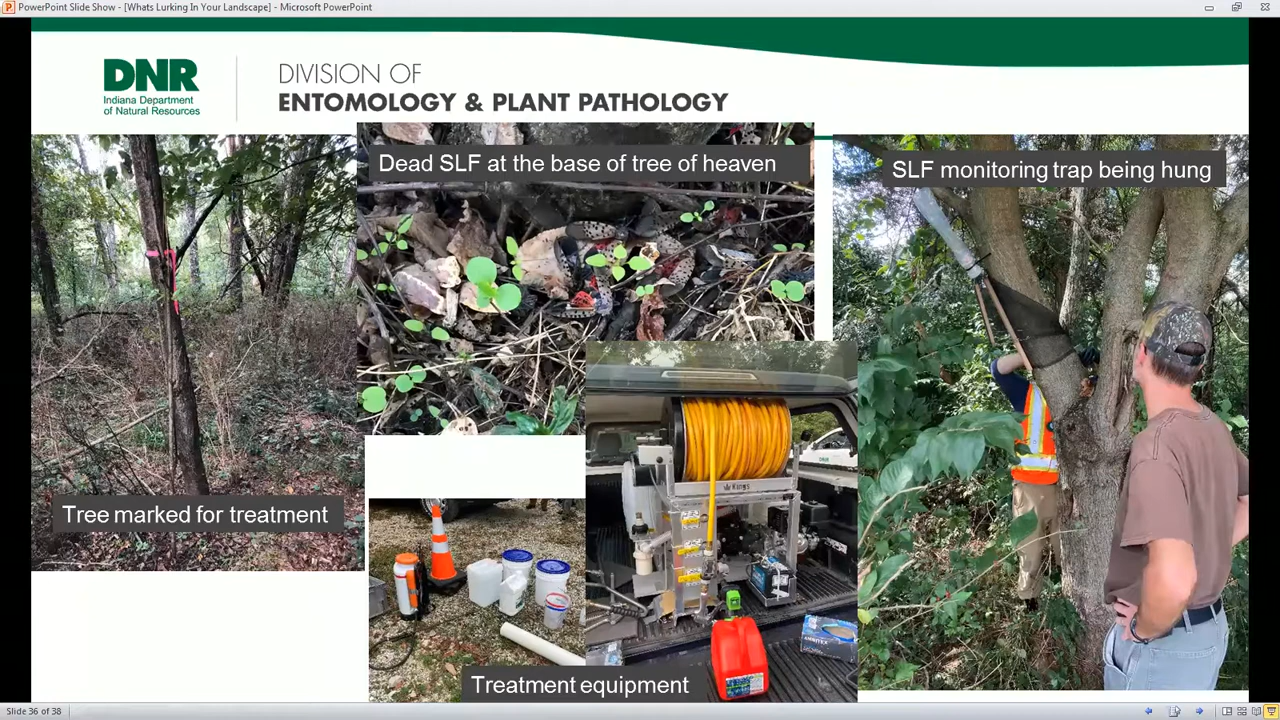 PowerPoint Slide Show - [Whats Lurking In Your Landscape] - Microsoft PowerPoint
DNR
Indiana Department
of Natural Resources
DIVISION OF
ENTOMOLOGY & PLANT PATHOLOGY
Dead SLF at the base of tree of heaven
SLF monitoring trap being hung
Tree marked for treatment
Kings
Treatment equipment
Slide 36 of 38